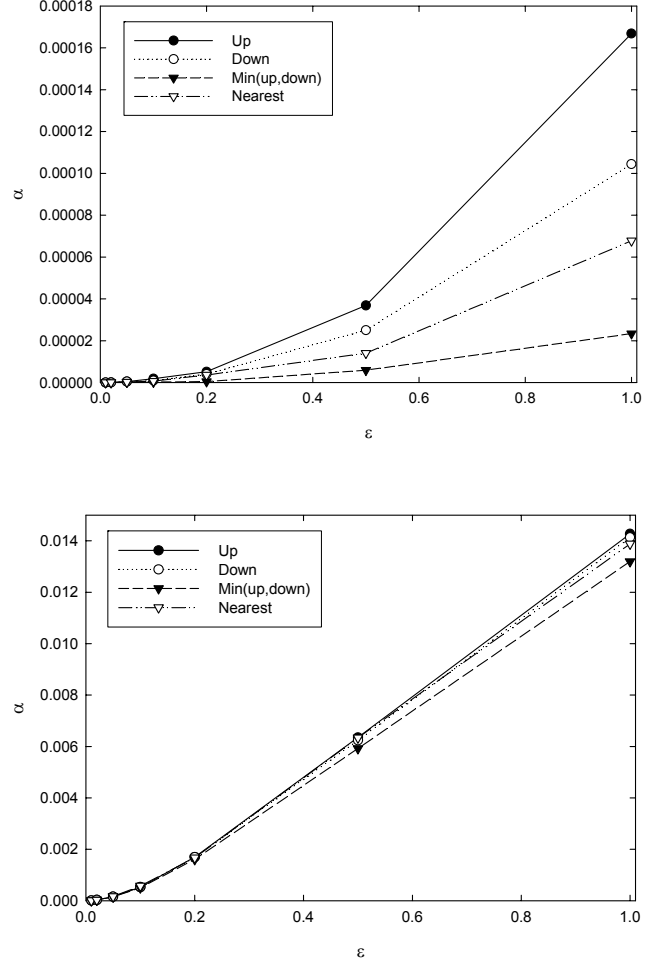 0.00018
0.00016
0.00014
0.00012
0.00010
0.00008
0.00006
0.00004
0.00002
0.00000
α
Up
Down
Min(up,down)
Nearest
0.0 0.2 0.4 0.6 0.8 1.0
ε
0.014
0.012
0.010
0.008
0.006
0.004
0.002
0.000
α
Up
Down
Min(up,down)
Nearest
0.0 0.2 0.4 0.6 0.8 1.0
ε